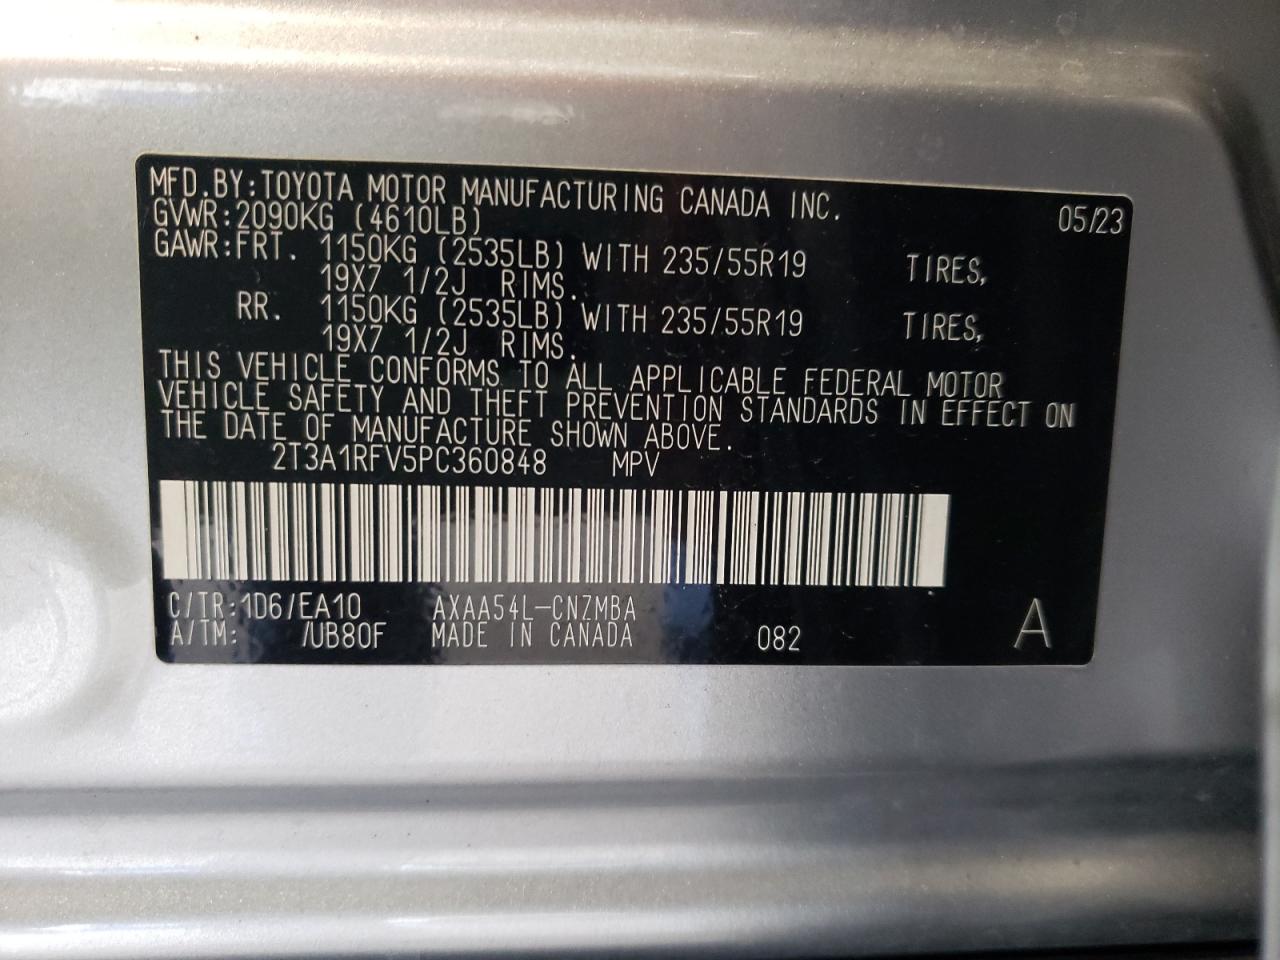 MFD.BY:TOYOTA MOTOR MANUFACTURING CANADA INC. 05/23
GVWR:2090KG (4610LB)
GAWR:FRT. 1150KG (2535LB) WITH 235/55R19 TIRES,
19X7 1/2J RIMS.
RR. 1150KG (2535LB) WITH 235/55R19 TIRES,
19X7 1/2J RIMS.
THIS VEHICLE CONFORMS TO ALL APPLICABLE FEDERAL MOTOR
VEHICLE SAFETY AND THEFT PREVENTION STANDARDS IN EFFECT ON
THE DATE OF MANUFACTURE SHOWN ABOVE.
2T3A1RFV5PC360848 MPV
C/TR:1D6/EA10 AXAA54L-CNZMBA
A/TM: /UB80F MADE IN CANADA 082 A